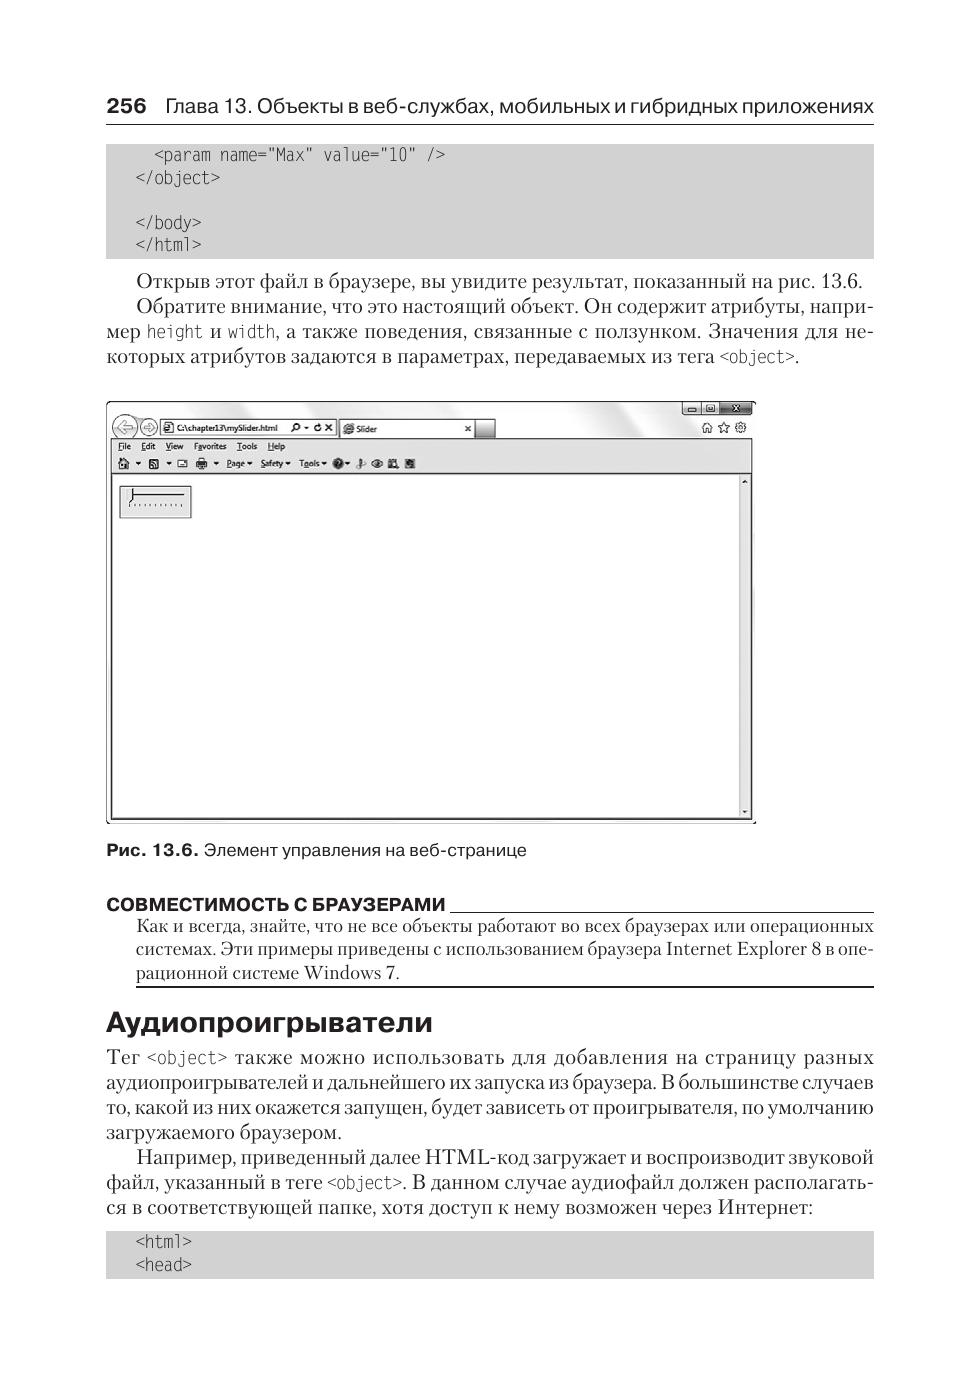 256 Глава 13. Объекты в веб-службах, мобильных и гибридных приложениях
<param name="Max" value="10" />
</object>
</body>
</html>
Открыв этот файл в браузере, вы увидите результат, показанный на рис. 13.6.
Обратите внимание, что это настоящий объект. Он содержит атрибуты, напри-
мер height и width, а также поведения, связанные с ползунком. Значения для не-
которых атрибутов задаются в параметрах, передаваемых из тега <object>.
C:\chapter13\mySlider.html Slider
File Edit View Favorites Tools Help
Page Safety Tools
Рис. 13.6. Элемент управления на веб-странице
СОВМЕСТИМОСТЬ С БРАУЗЕРАМИ
Как и всегда, знайте, что не все объекты работают во всех браузерах или операционных
системах. Эти примеры приведены с использованием браузера Internet Explorer 8 в опе-
рационной системе Windows 7.
Аудиопроигрыватели
Тег <object> также можно использовать для добавления на страницу разных
аудиопроигрывателей и дальнейшего их запуска из браузера. В большинстве случаев
то, какой из них окажется запущен, будет зависеть от проигрывателя, по умолчанию
загружаемого браузером.
Например, приведенный далее HTML-код загружает и воспроизводит звуковой
файл, указанный в теге <object>. В данном случае аудиофайл должен располагать-
ся в соответствующей папке, хотя доступ к нему возможен через Интернет:
<html>
<head>